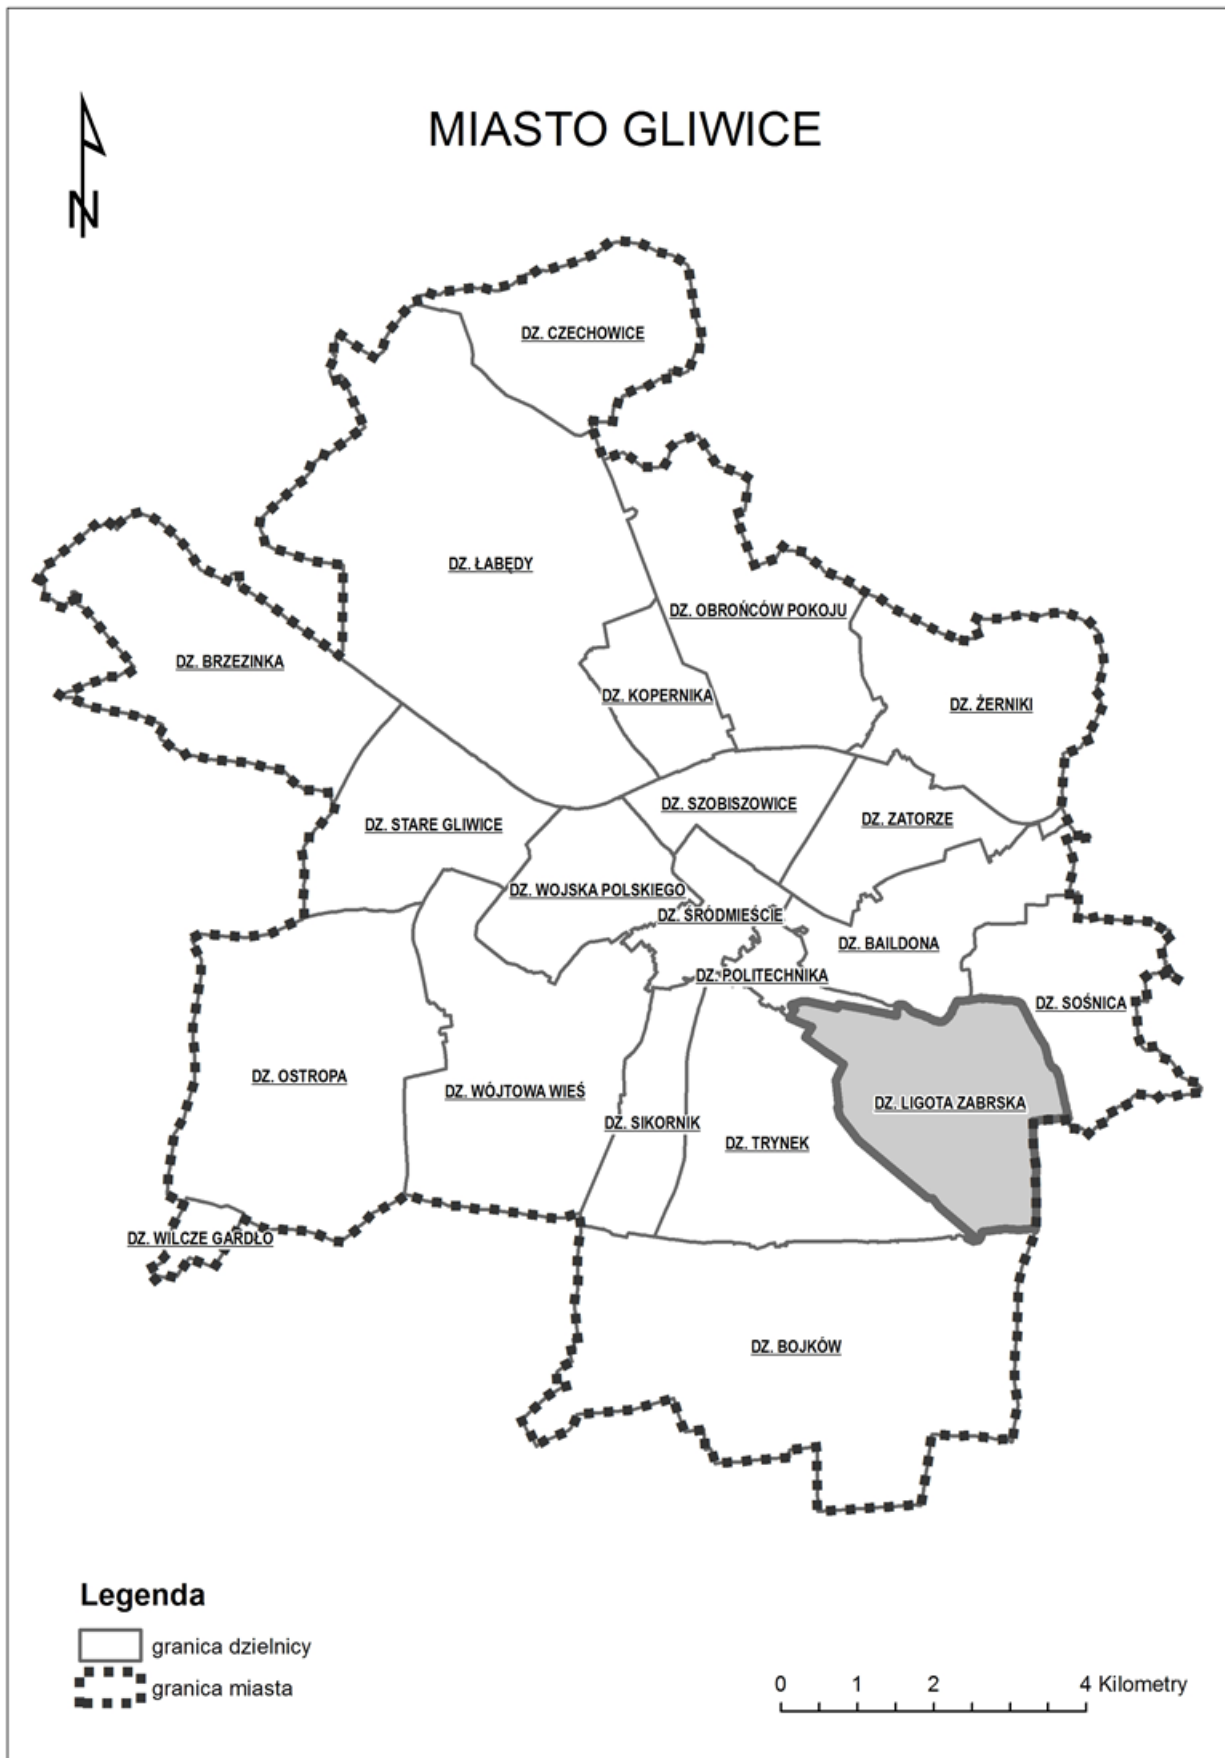 MIASTO GLIWICE
N
DZ. CZECHOWICE
DZ. ŁABĘDY
DZ. OBROŃCÓW POKOJU
DZ. BRZEZINKA
DZ. KOPERNIKA
DZ. ŻERNIKI
DZ. SZOBISZOWICE
DZ. STARE GLIWICE
DZ. ZATORZE
DZ. WOJSKA POLSKIEGO
DZ. ŚRÓDMIEŚCIE
DZ. BAILDONA
DZ. POLITECHNIKA
DZ. SOŚNICA
DZ. OSTROPA
DZ. WÓJTOWA WIEŚ
DZ. LIGOTA ZABRSKA
DZ. SIKORNIK
DZ. TRYNEK
DZ. WILCZE GARDŁO
DZ. BOJKÓW
Legenda
granica dzielnicy
granica miasta
0 1 2 4 Kilometry